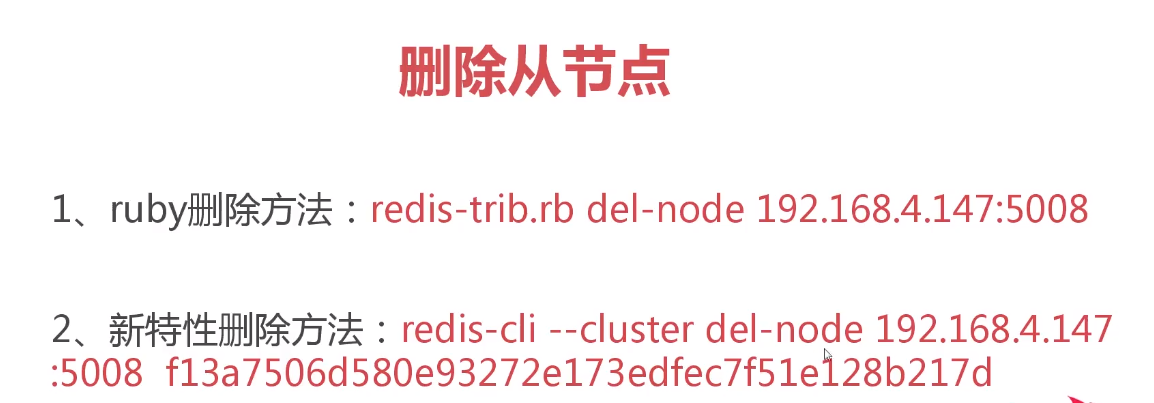 删除从节点
1、ruby删除方法：redis-trib.rb del-node 192.168.4.147:5008
2、新特性删除方法：redis-cli --cluster del-node 192.168.4.147
:5008 f13a7506d580e93272e173edfec7f51e128b217d